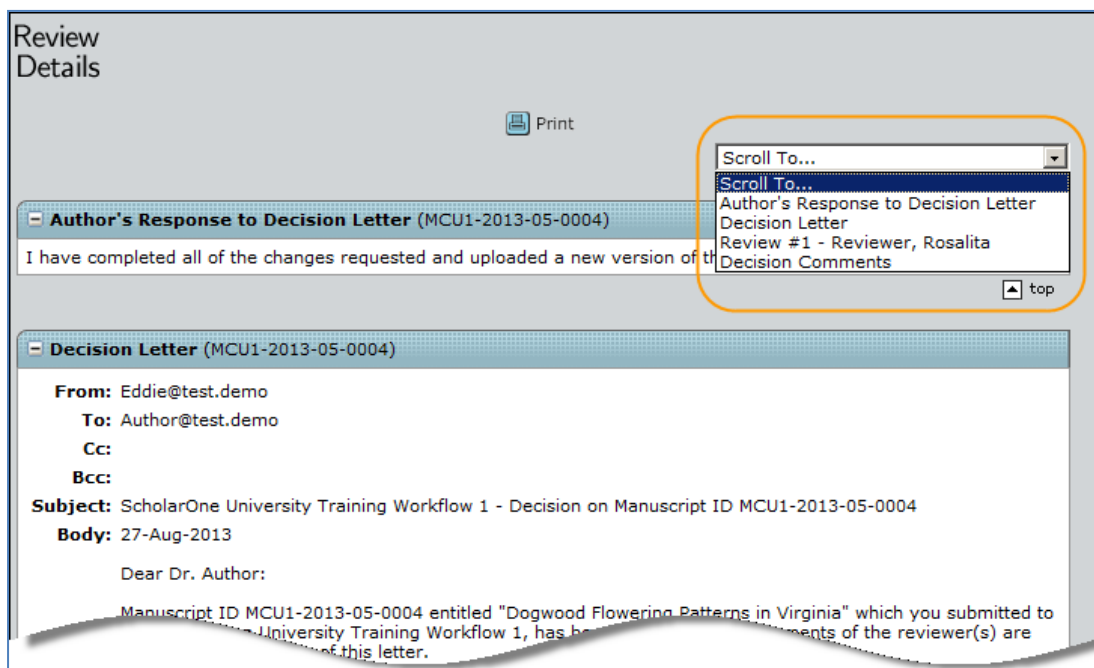 Review
Details
Print
Scroll To...
Scroll To...
Author's Response to Decision Letter
Decision Letter
Review #1 - Reviewer, Rosalita
Decision Comments
Author's Response to Decision Letter (MCU1-2013-05-0004)
I have completed all of the changes requested and uploaded a new version of
top
Decision Letter (MCU1-2013-05-0004)
From: Eddie@test.demo
To: Author@test.demo
Cc:
Bcc:
Subject: ScholarOne University Training Workflow 1 - Decision on Manuscript ID MCU1-2013-05-0004
Body: 27-Aug-2013
Dear Dr. Author:
Manuscript ID MCU1-2013-05-0004 entitled "Dogwood Flowering Patterns in Virginia" which you submitted to
University Training Workflow 1, has of the reviewer(s) are
of this letter.